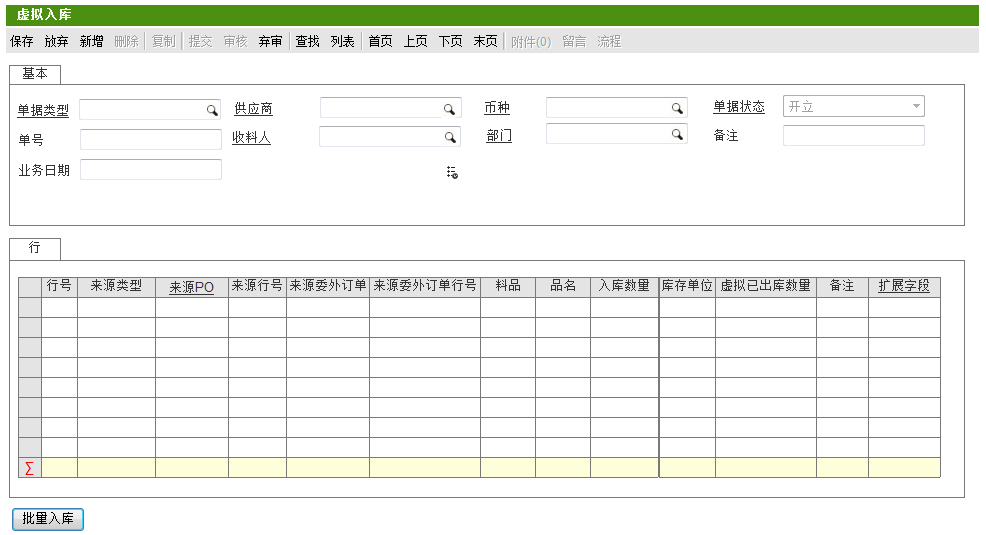 虚拟入库
保存 放弃 新增 删除 复制 提交 审核 弃审 查找 列表 首页 上页 下页 末页 附件(0) 留言 流程
基本
单据类型 供应商 币种 单据状态 开立
单号 收料人 部门 备注
业务日期
行
行号 来源类型 来源PO 来源行号 来源委外订单 来源委外订单行号 料品 品名 入库数量 库存单位 虚拟已出库数量 备注 扩展字段
∑
批量入库